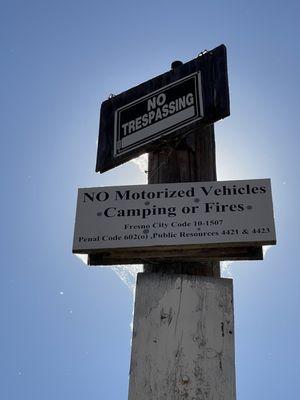 NO
TRESPASSING
NO Motorized Vehicles
Camping or Fires
Fresno City Code 10-1507
Penal Code 602(o) , Public Resources 4421 & 4423